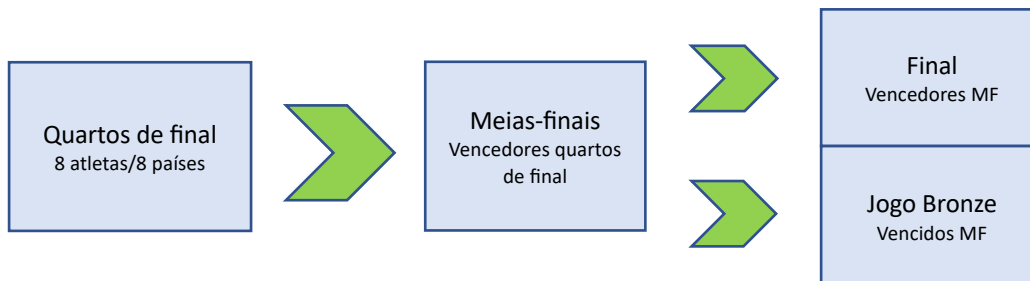 Quartos de final
8 atletas/8 países
Meias-finais
Vencedores quartos
de final
Final
Vencedores MF
Jogo Bronze
Vencidos MF